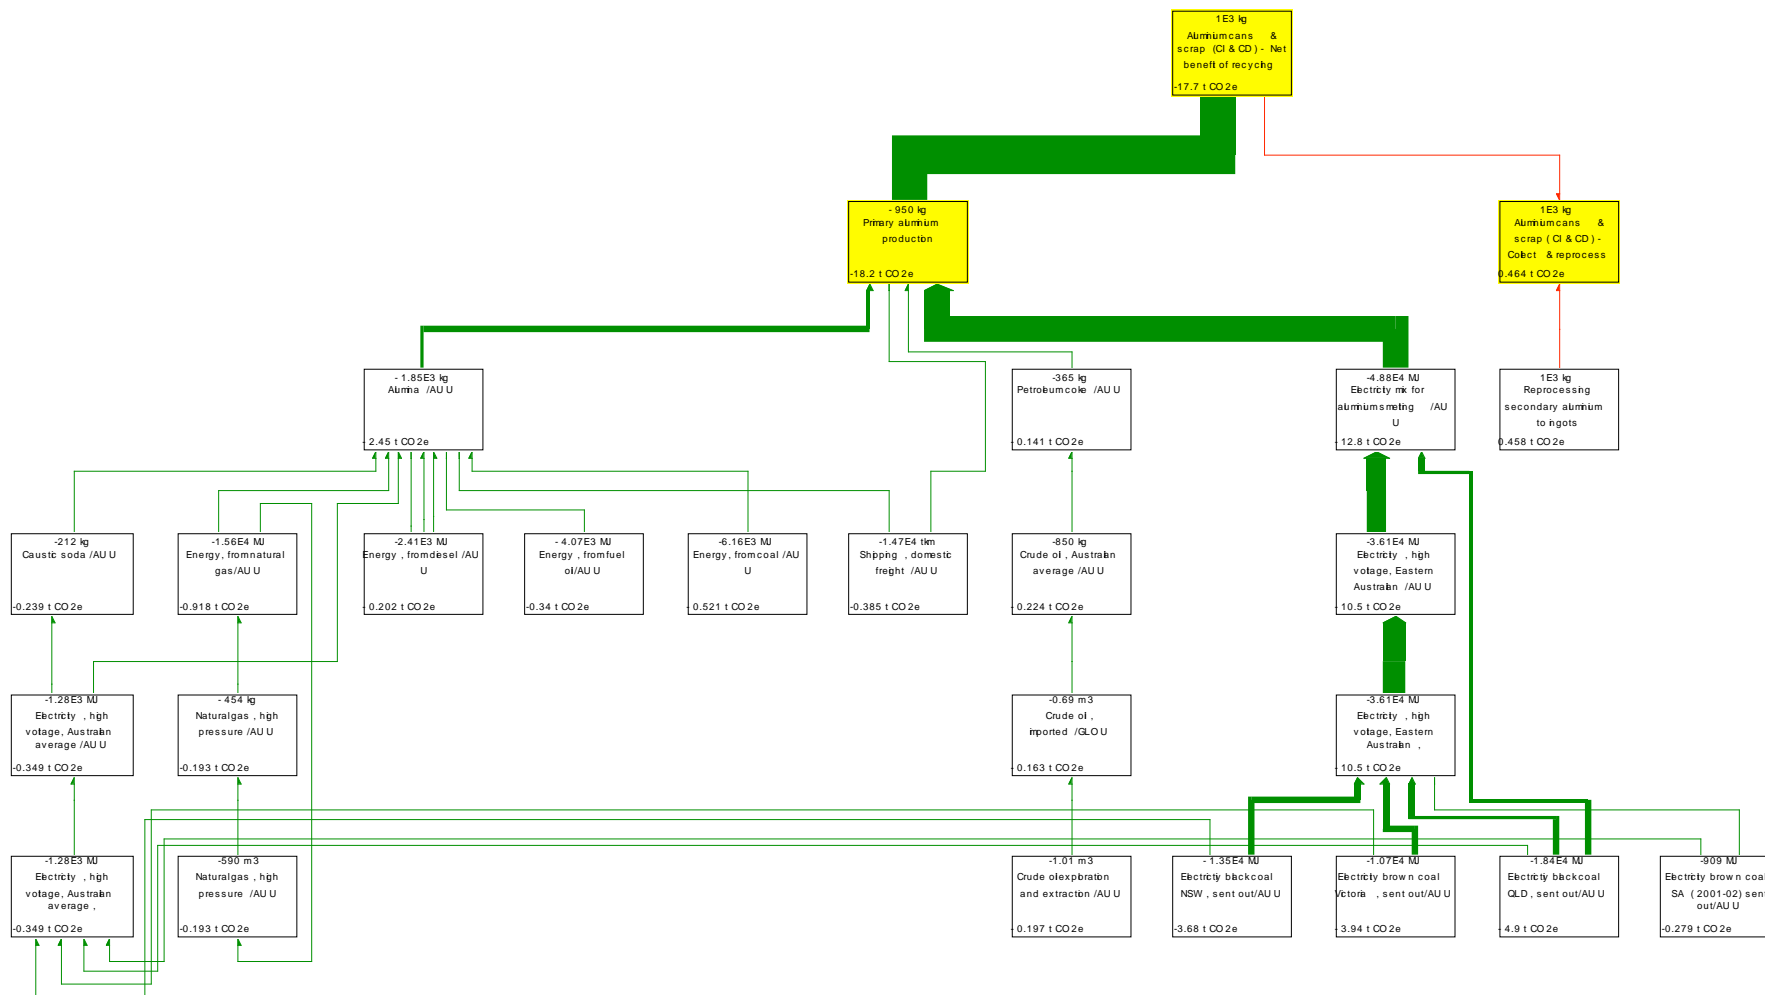 1E3 kg
Aluminium cans &
scrap (CI & CD) - Net
benefit of recycling
-17.7 t CO2e
- 950 kg
Primary aluminium
production
-18.2 t CO2e
1E3 kg
Aluminium cans &
scrap (CI & CD) -
Collect & reprocess
0.464 t CO2e
- 1.85E3 kg
Alumina /AU U
- 2.45 t CO2e
-365 kg
Petroleum coke /AU U
- 0.141 t CO2e
-4.88E4 MJ
Electricity mix for
aluminium smelting /AU
U
- 12.8 t CO2e
1E3 kg
Reprocessing
secondary aluminium
to ingots
0.458 t CO2e
-212 kg
Caustic soda /AU U
-0.239 t CO2e
-1.56E4 MJ
Energy, from natural
gas/AU U
-0.918 t CO2e
-2.41E3 MJ
Energy, from diesel /AU
U
- 0.202 t CO2e
- 4.07E3 MJ
Energy, from fuel
oil/AU U
- 0.34 t CO2e
-6.16E3 MJ
Energy, from coal /AU
U
- 0.521 t CO2e
-1.47E4 tkm
Shipping, domestic
freight /AU U
-0.385 t CO2e
-850 kg
Crude oil, Australian
average /AU U
- 0.224 t CO2e
-3.61E4 MJ
Electricity, high
voltage, Eastern
Australian /AU U
- 10.5 t CO2e
-1.28E3 MJ
Electricity, high
voltage, Australian
average /AU U
-0.349 t CO2e
- 454 kg
Natural gas, high
pressure /AU U
-0.193 t CO2e
-0.69 m3
Crude oil,
imported /GLO U
- 0.163 t CO2e
-3.61E4 MJ
Electricity, high
voltage, Eastern
Australian ,
- 10.5 t CO2e
-1.28E3 MJ
Electricity, high
voltage, Australian
average ,
-0.349 t CO2e
-590 m3
Natural gas, high
pressure /AU U
-0.193 t CO2e
-1.01 m3
Crude oil exploration
and extraction /AU U
- 0.197 t CO2e
- 1.35E4 MJ
Electricity black coal
NSW, sent out/AU U
-3.68 t CO2e
-1.07E4 MJ
Electricity brown coal
Victoria, sent out/AU U
- 3.94 t CO2e
-1.84E4 MJ
Electricity black coal
QLD, sent out/AU U
- 4.9 t CO2e
-909 MJ
Electricity brown coal
SA (2001-02) sent
out/AU U
-0.279 t CO2e